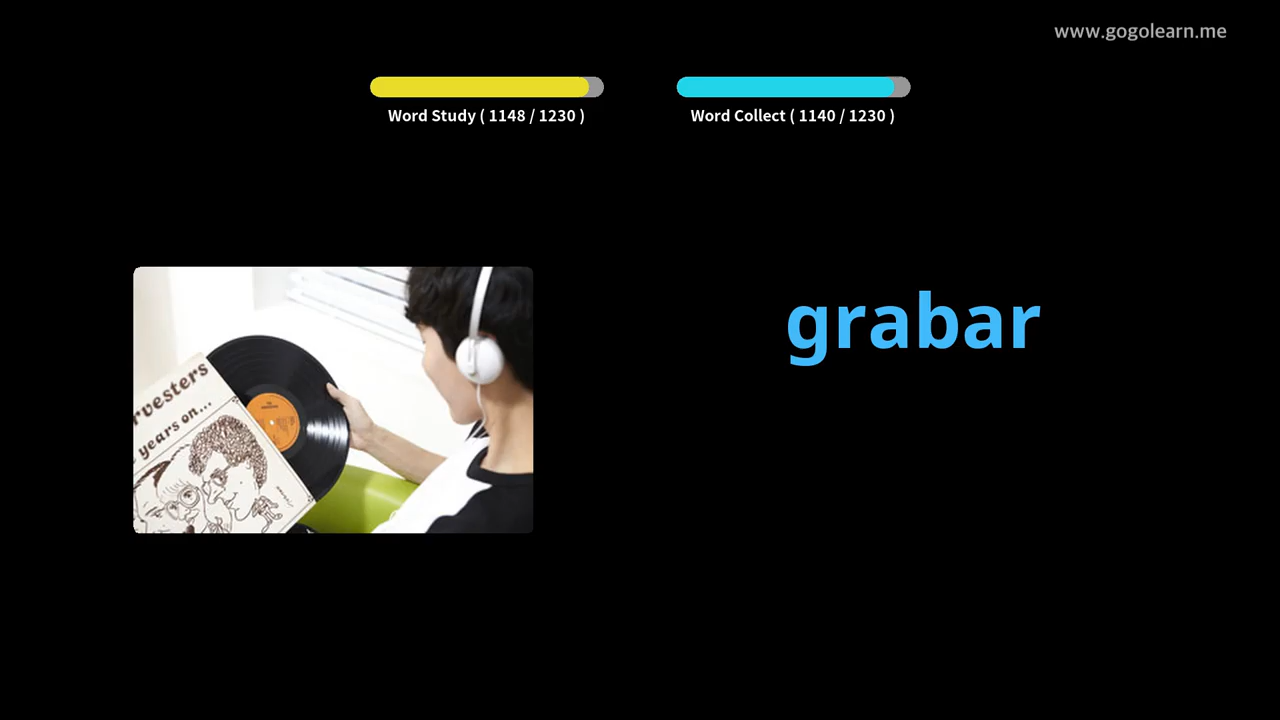 www.gogolearn.me
Word Study ( 1148 / 1230 )
Word Collect ( 1140 / 1230 )
grabar
rvesters
years on...